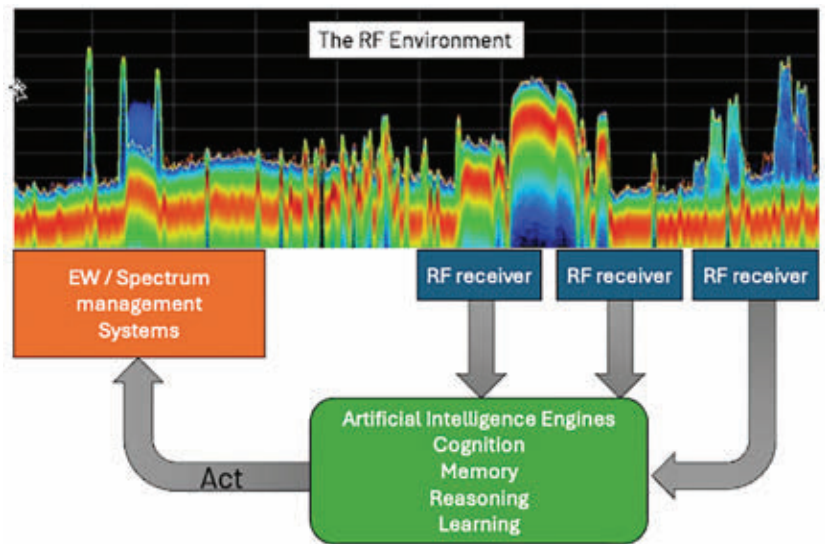 The RF Environment
EW / Spectrum
management
Systems
RF receiver
RF receiver
RF receiver
Artificial Intelligence Engines
Cognition
Memory
Reasoning
Learning
Act